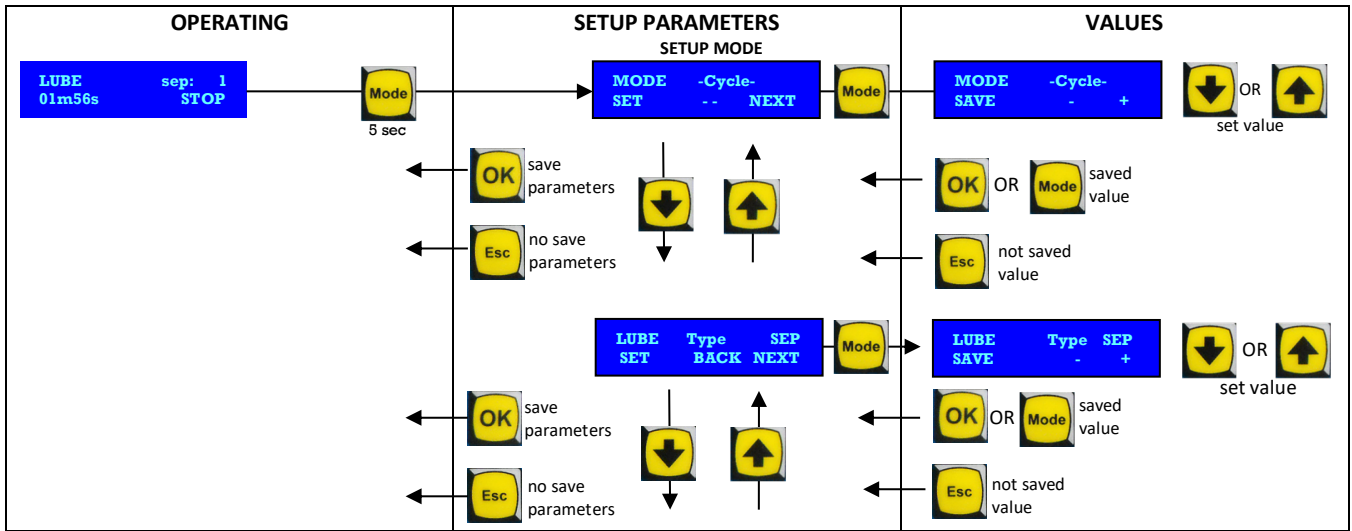 OPERATING
SETUP PARAMETERS
VALUES
SETUP MODE
LUBE sep: 1
01m56s STOP
Mode
5 sec
MODE -Cycle-
SET - - NEXT
Mode
MODE -Cycle-
SAVE - +
OR
set value
OK save
parameters
Esc no save
parameters
OK OR Mode saved
value
Esc not saved
value
LUBE Type SEP
SET BACK NEXT
Mode
LUBE Type SEP
SAVE - +
OR
set value
OK save
parameters
Esc no save
parameters
OK OR Mode saved
value
Esc not saved
value